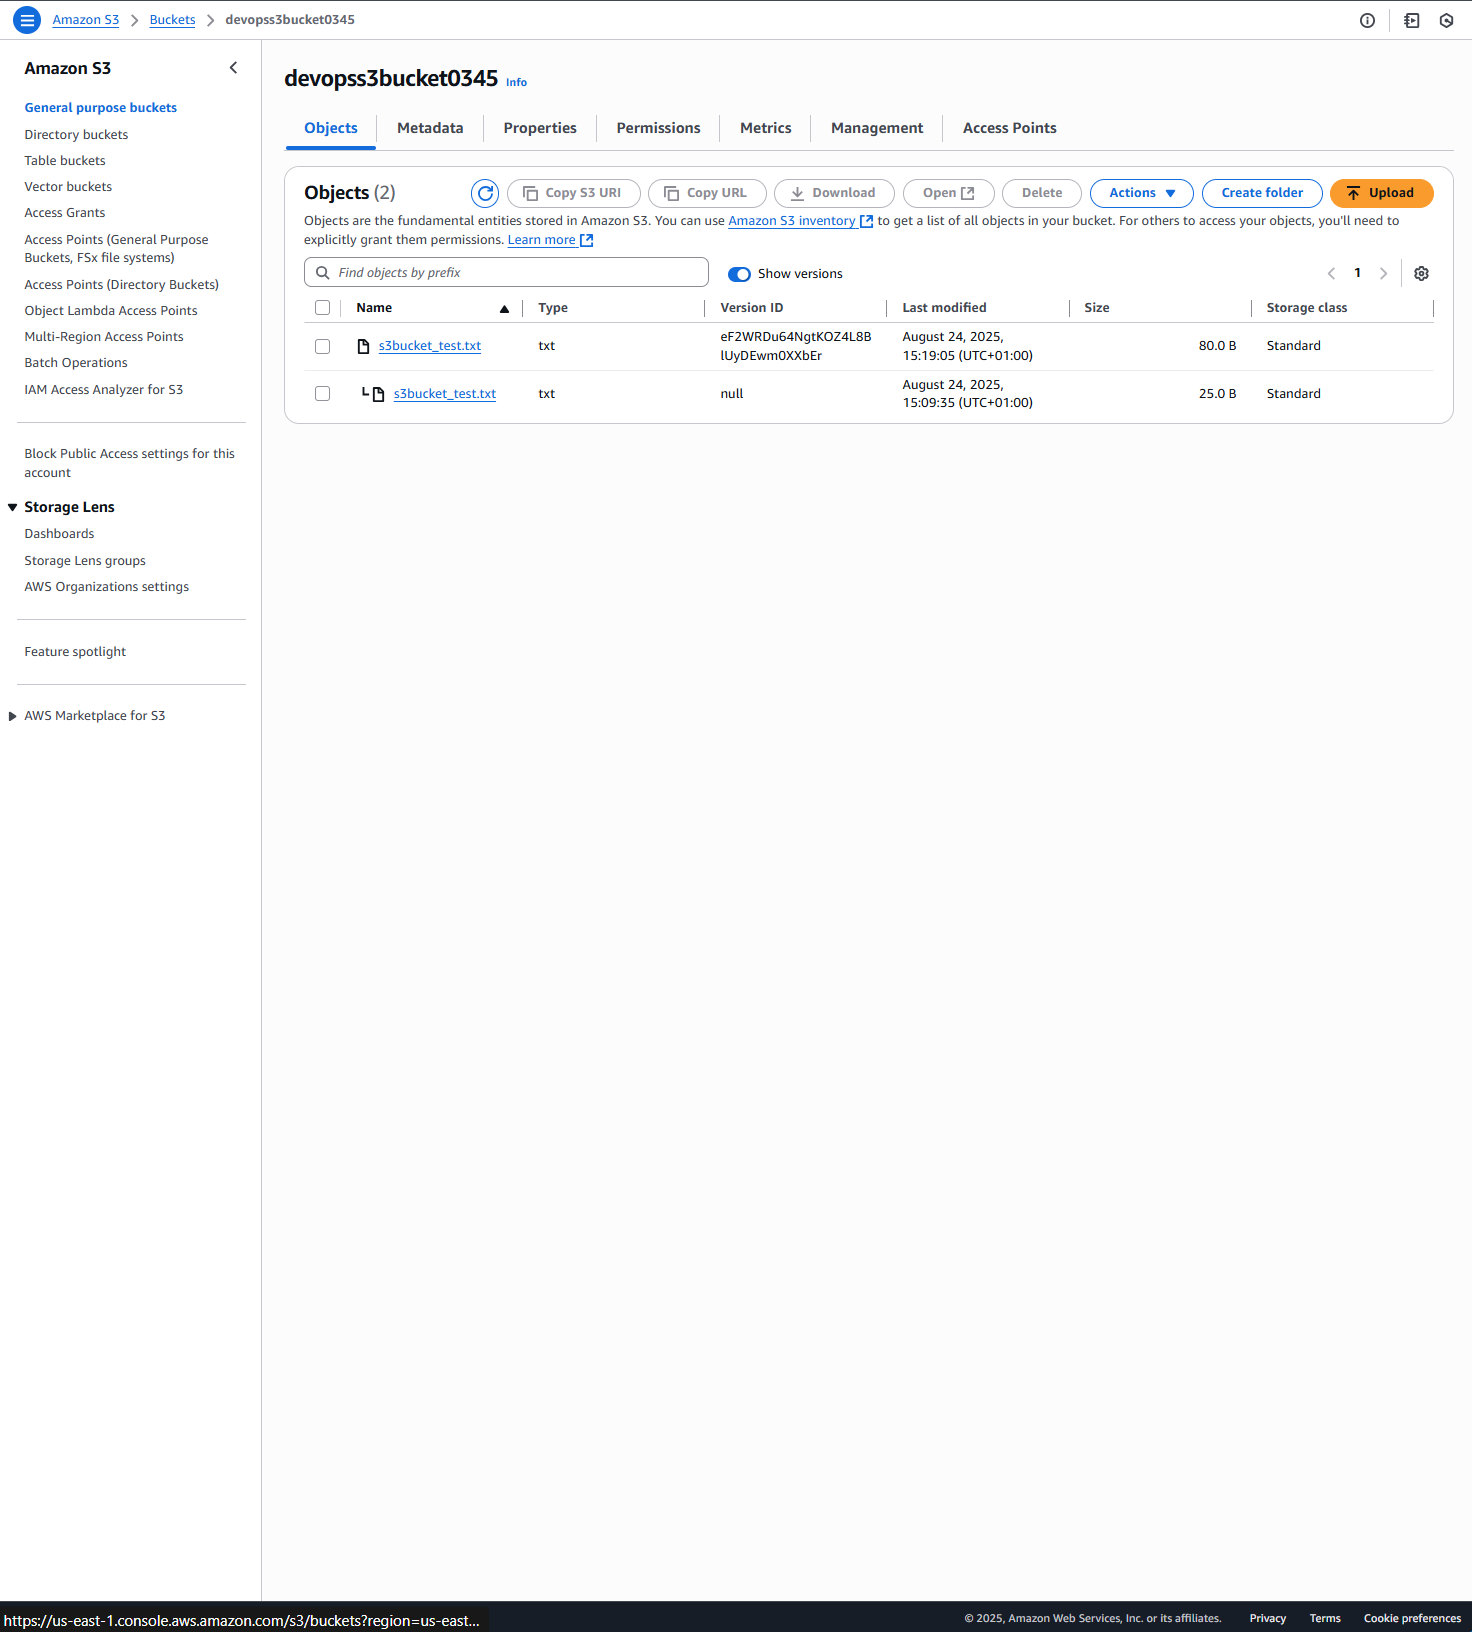 Amazon S3 > Buckets > devopss3bucket0345
Amazon S3
General purpose buckets
Directory buckets
Table buckets
Vector buckets
Access Grants
Access Points (General Purpose
Buckets, FSx file systems)
Access Points (Directory Buckets)
Object Lambda Access Points
Multi-Region Access Points
Batch Operations
IAM Access Analyzer for S3
Block Public Access settings for this
account
Storage Lens
Dashboards
Storage Lens groups
AWS Organizations settings
Feature spotlight
AWS Marketplace for S3
devopss3bucket0345 Info
Objects Metadata Properties Permissions Metrics Management Access Points
Objects (2) Copy S3 URI Copy URL Download Open Delete Actions Create folder Upload
Objects are the fundamental entities stored in Amazon S3. You can use Amazon S3 inventory to get a list of all objects in your bucket. For others to access your objects, you'll need to
explicitly grant them permissions. Learn more
Find objects by prefix Show versions 1
Name Type Version ID Last modified Size Storage class
s3bucket_test.txt txt eF2WRDu64NgtKOZ4L8B August 24, 2025, 80.0 B Standard
lUyDEwm0XXbEr 15:19:05 (UTC+01:00)
s3bucket_test.txt txt null August 24, 2025, 25.0 B Standard
15:09:35 (UTC+01:00)
https://us-east-1.console.aws.amazon.com/s3/buckets?region=us-east...
© 2025, Amazon Web Services, Inc. or its affiliates. Privacy Terms Cookie preferences